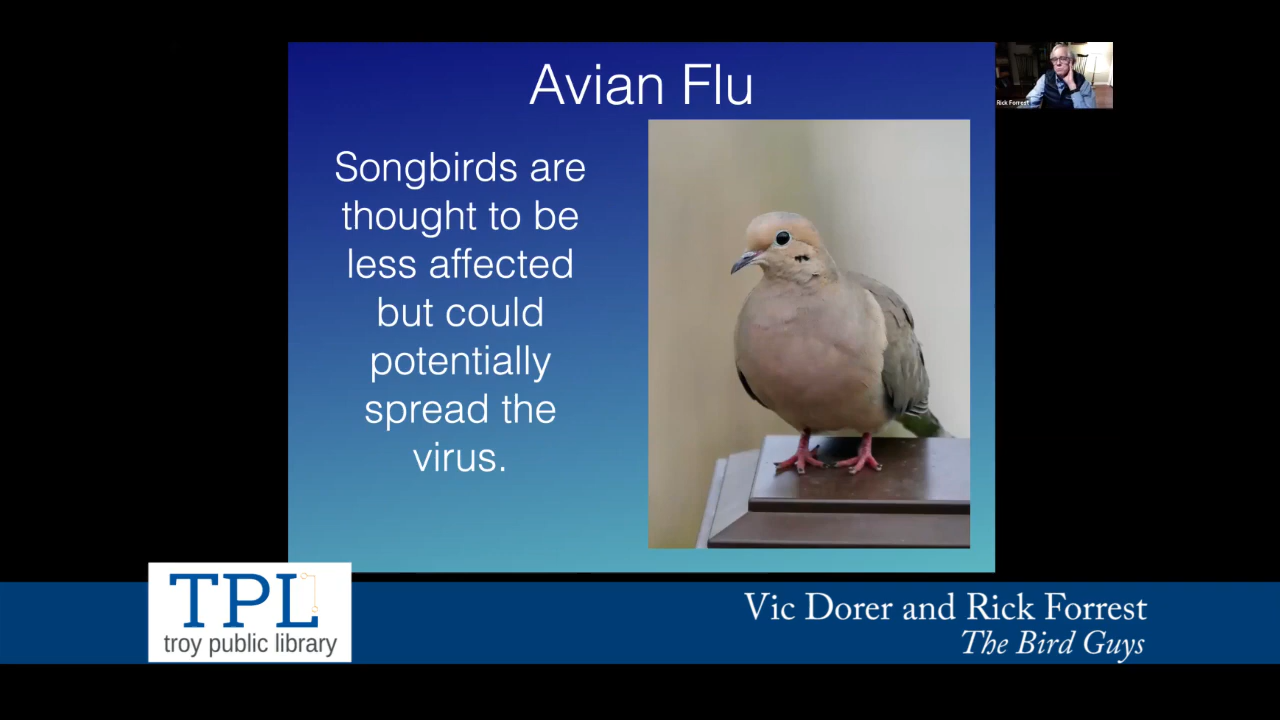 Avian Flu
Songbirds are
thought to be
less affected
but could
potentially
spread the
virus.
Rick Forrest
TPL
troy public library
Vic Dorer and Rick Forrest
The Bird Guys